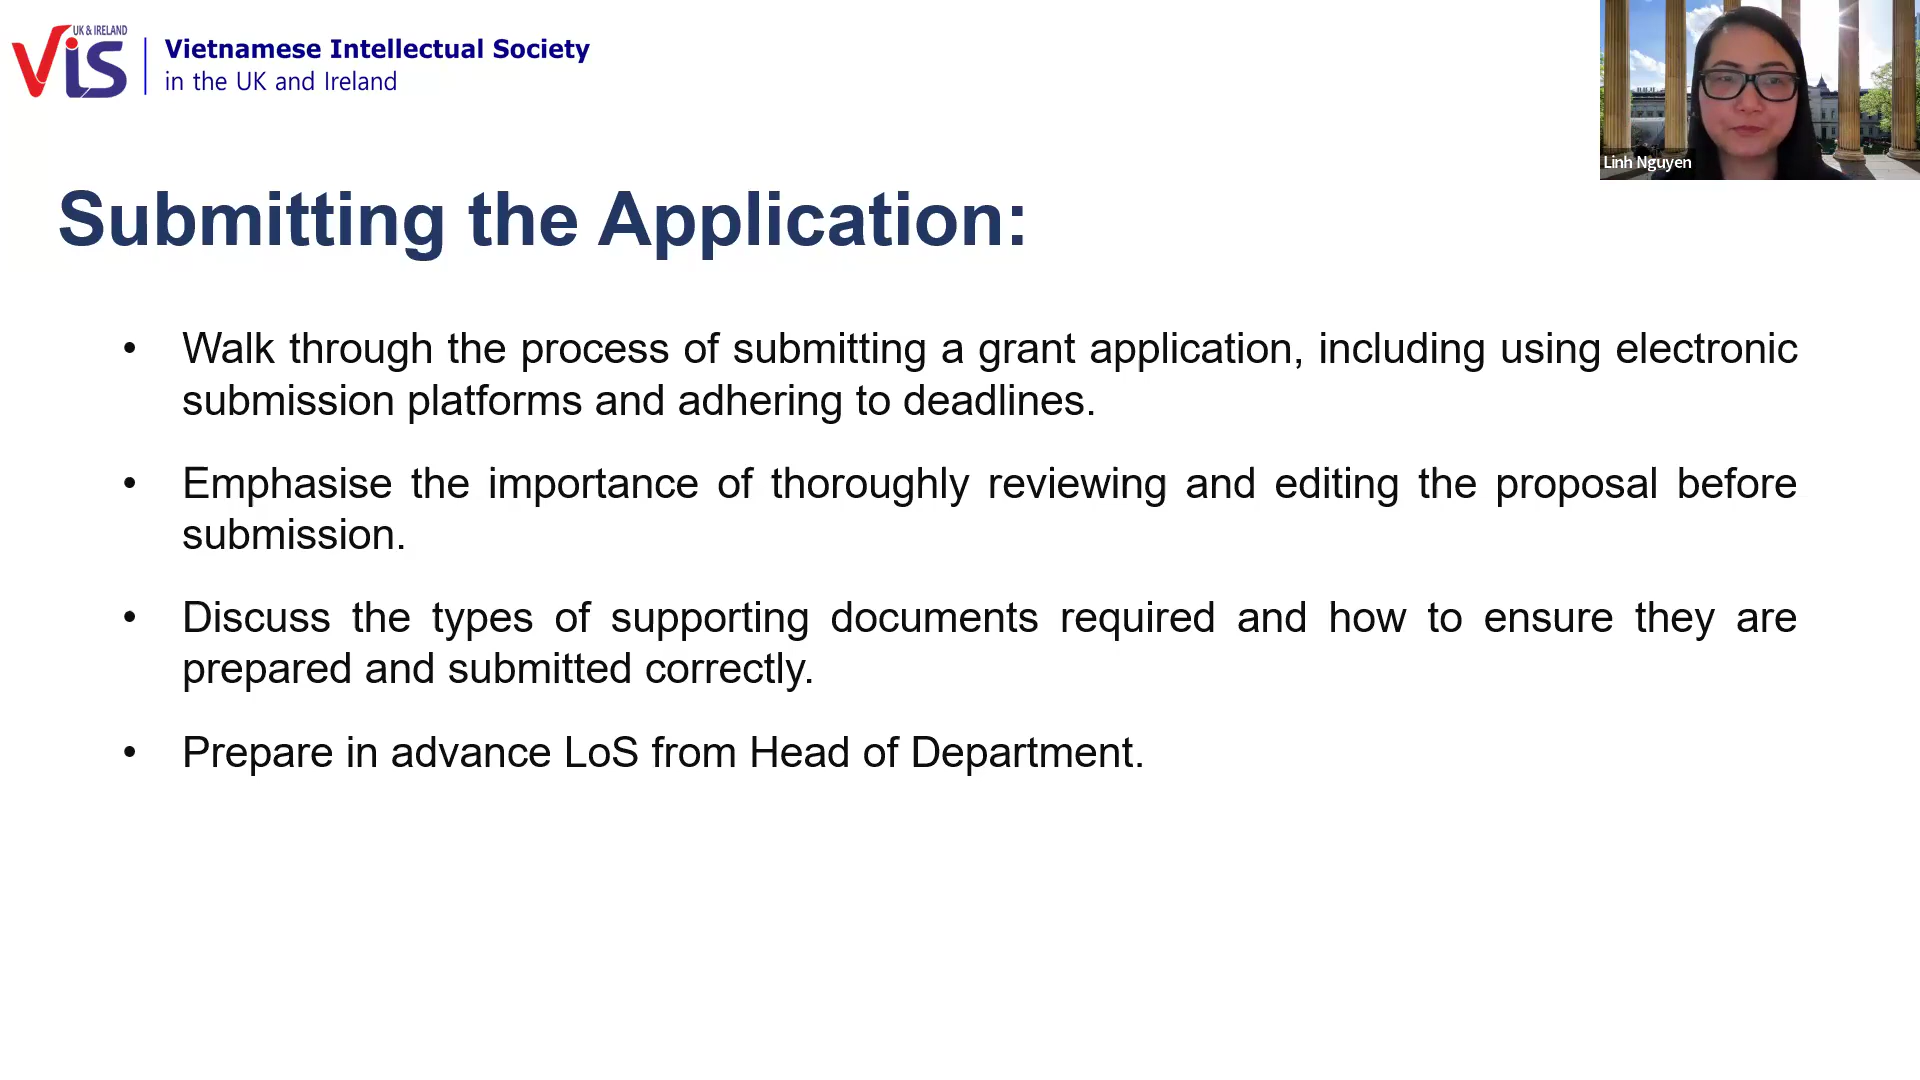 UK & IRELAND
VIS
Vietnamese Intellectual Society
in the UK and Ireland
Linh Nguyen
Submitting the Application:
• Walk through the process of submitting a grant application, including using electronic
submission platforms and adhering to deadlines.
• Emphasise the importance of thoroughly reviewing and editing the proposal before
submission.
• Discuss the types of supporting documents required and how to ensure they are
prepared and submitted correctly.
• Prepare in advance LoS from Head of Department.